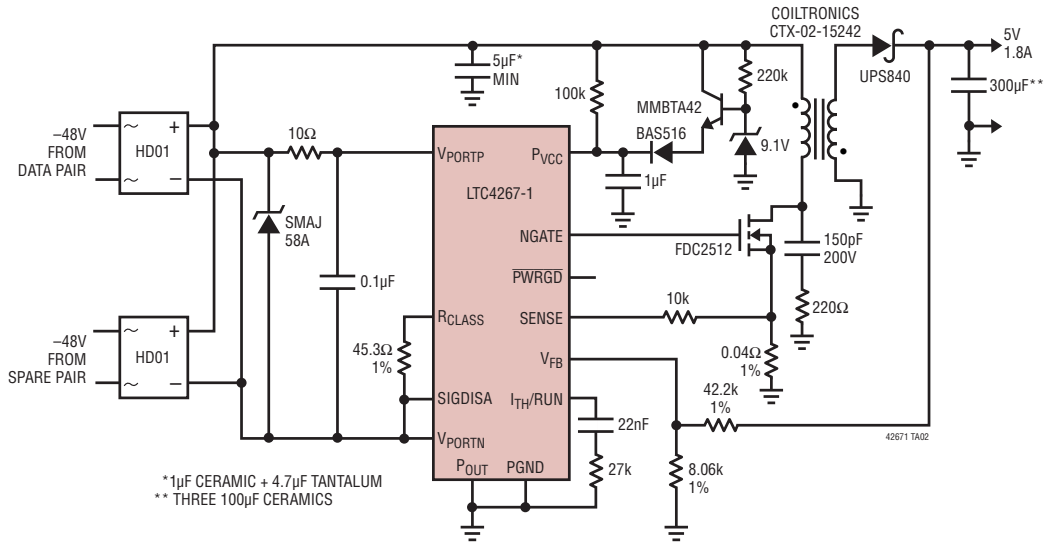 COILTRONICS
CTX-02-15242
5V
1.8A
UPS840
300µF**
5µF*
MIN
100k
220k
MMBTA42
BAS516
9.1V
1µF
–48V
FROM
DATA PAIR
~
~
+
HD01
–
10Ω
SMAJ
58A
0.1µF
–48V
FROM
SPARE PAIR
~
~
+
HD01
–
45.3Ω
1%
VPORTP
LTC4267-1
PVCC
NGATE
PWRGD
RCLASS
SENSE
VFB
SIGDISA
ITH/RUN
VPORTN
POUT
PGND
FDC2512
150pF
200V
220Ω
10k
0.04Ω
1%
42.2k
1%
22nF
27k
8.06k
1%
42671 TA02
*1µF CERAMIC + 4.7µF TANTALUM
** THREE 100µF CERAMICS